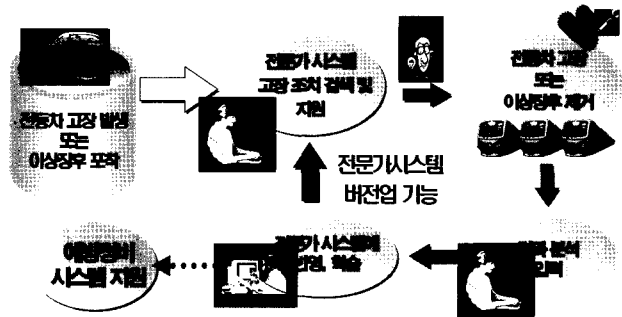 전문가 시스템
고장 조치 검색 및
지원
전동차 고장
또는
이상징후 제거
전동차 고장 발생
또는
이상징후 포착
전문가시스템
버전업 기능
시스템에
학습
분석
예방정비
시스템 지원